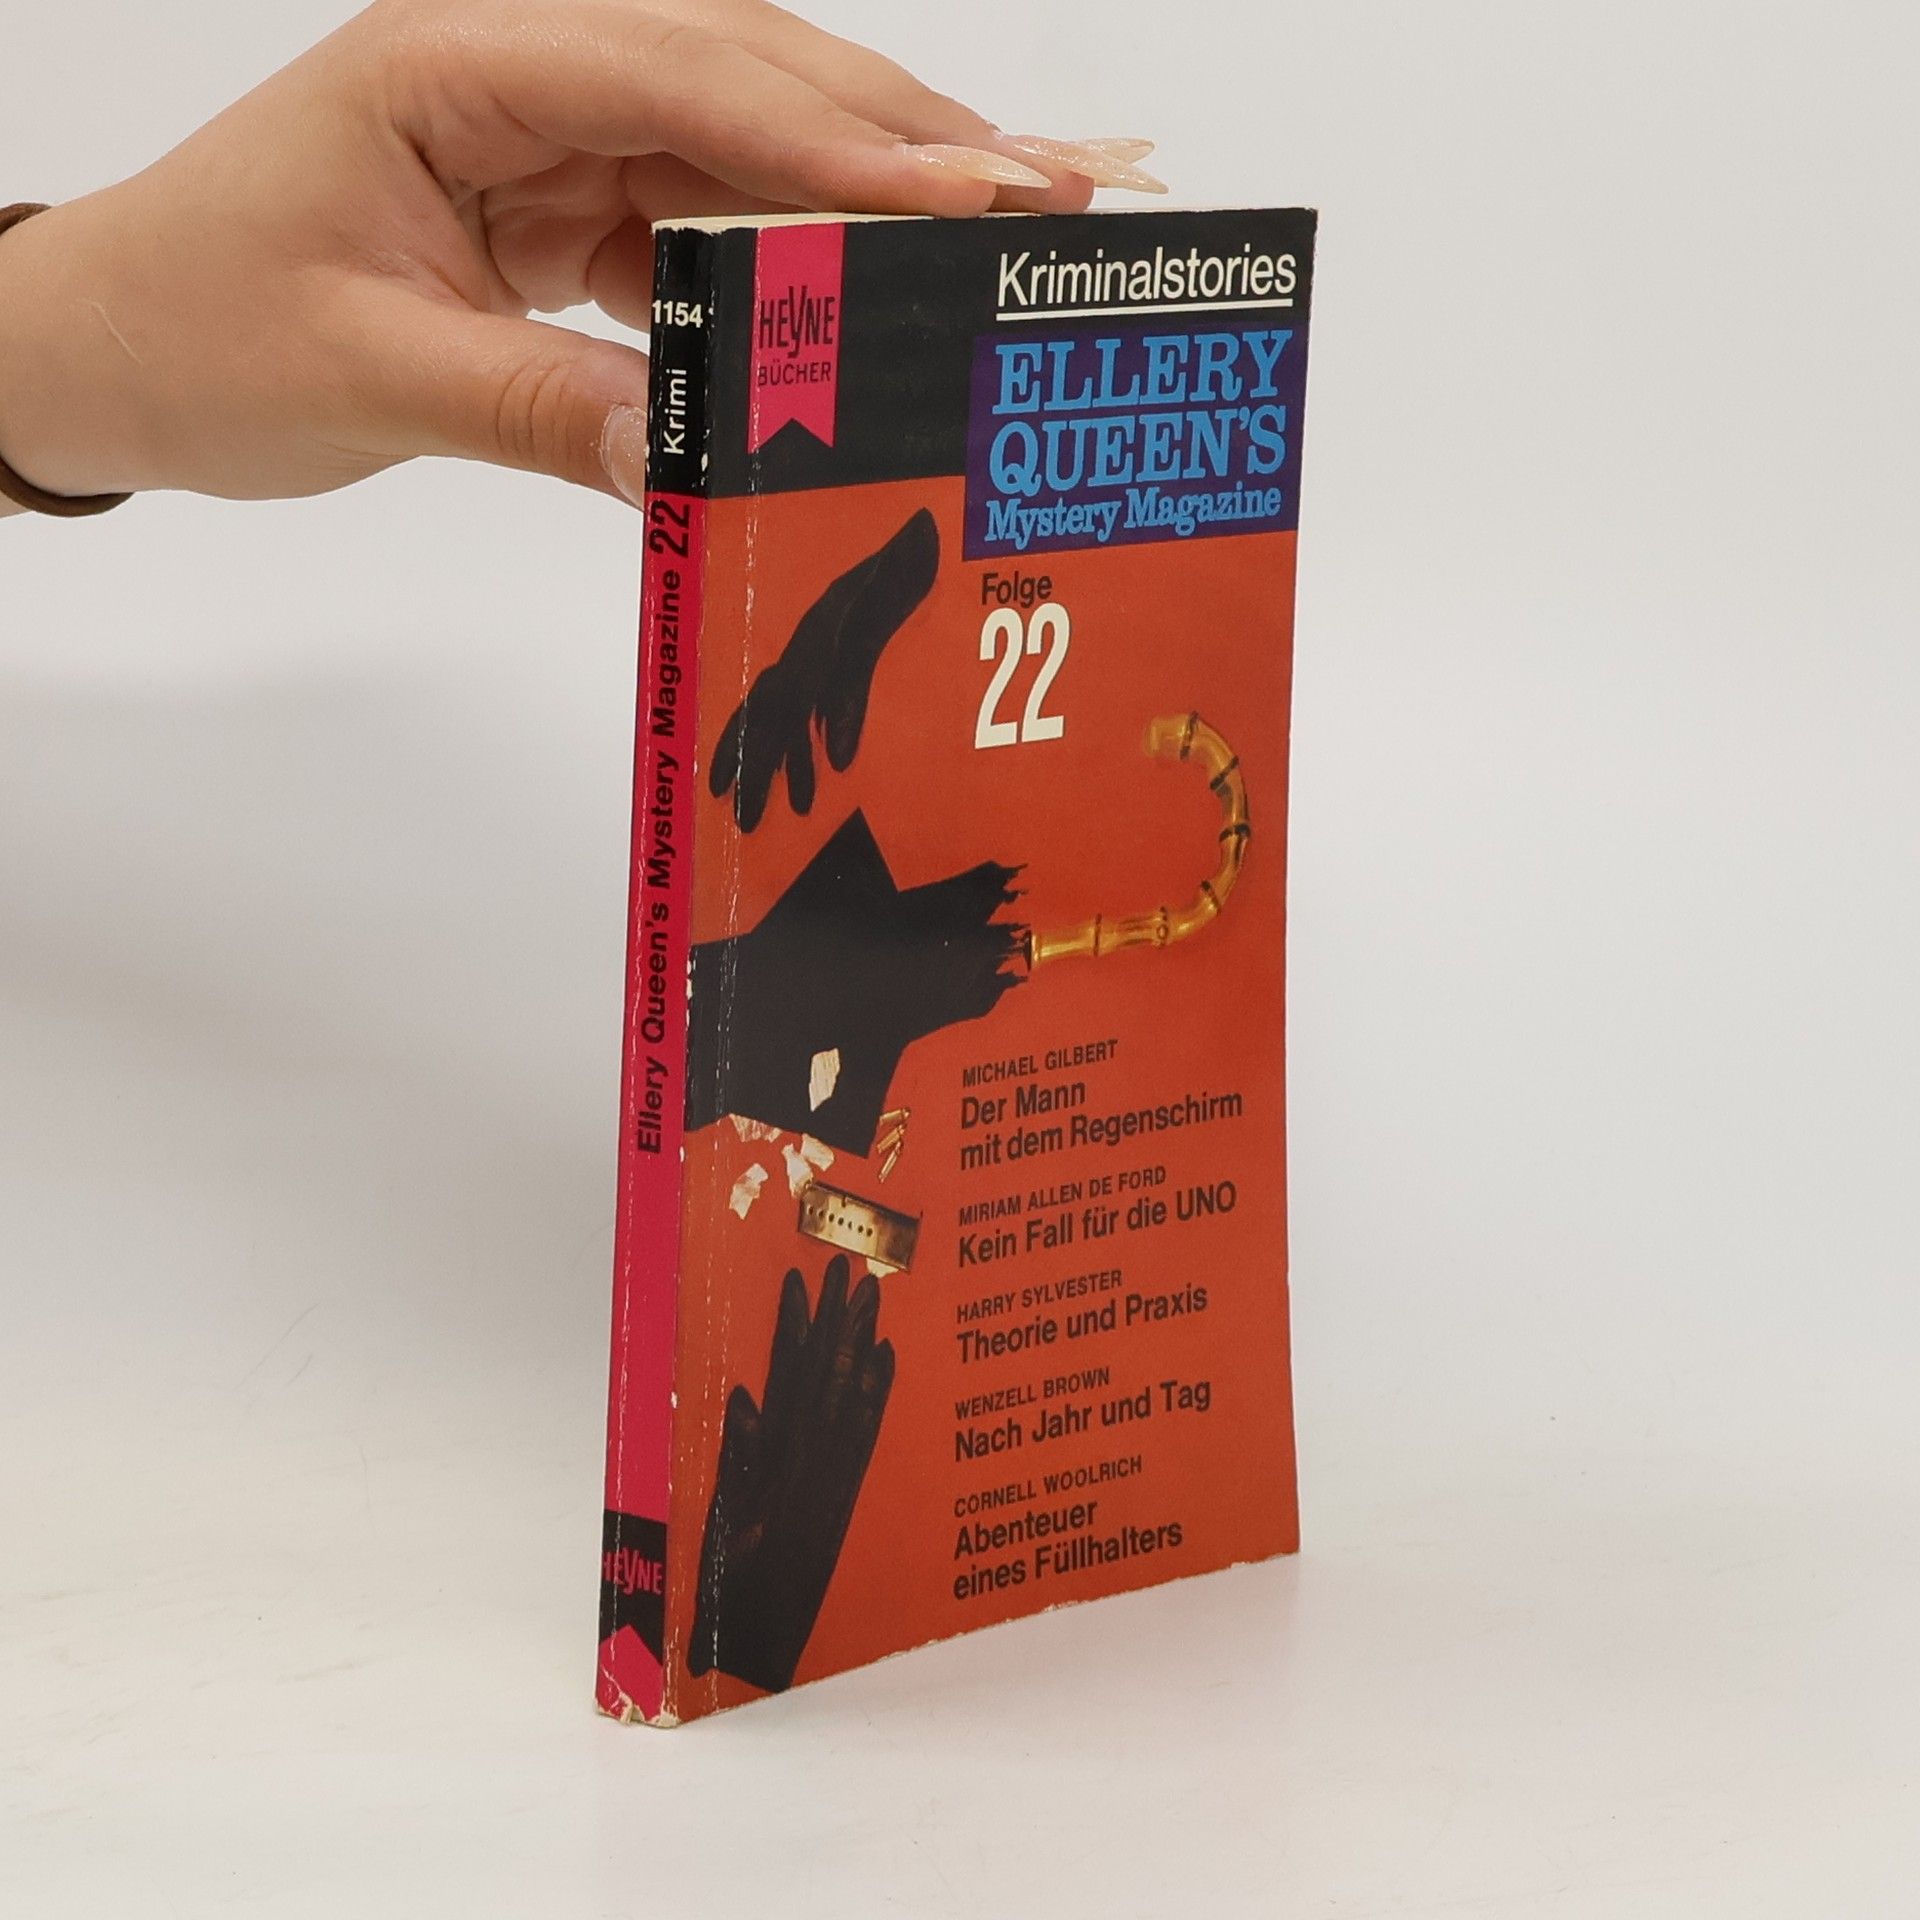 1154
Krimi
Ellery Queen's Mystery Magazine 22
HEYNE
HEYNE
BÜCHER
Kriminalstories
ELLERY
QUEEN'S
Mystery Magazine
Folge
22
MICHAEL GILBERT
Der Mann
mit dem Regenschirm
MIRIAM ALLEN DE FORD
Kein Fall für die UNO
HARRY SYLVESTER
Theorie und Praxis
WENZELL BROWN
Nach Jahr und Tag
CORNELL WOOLRICH
Abenteuer
eines Füllhalters